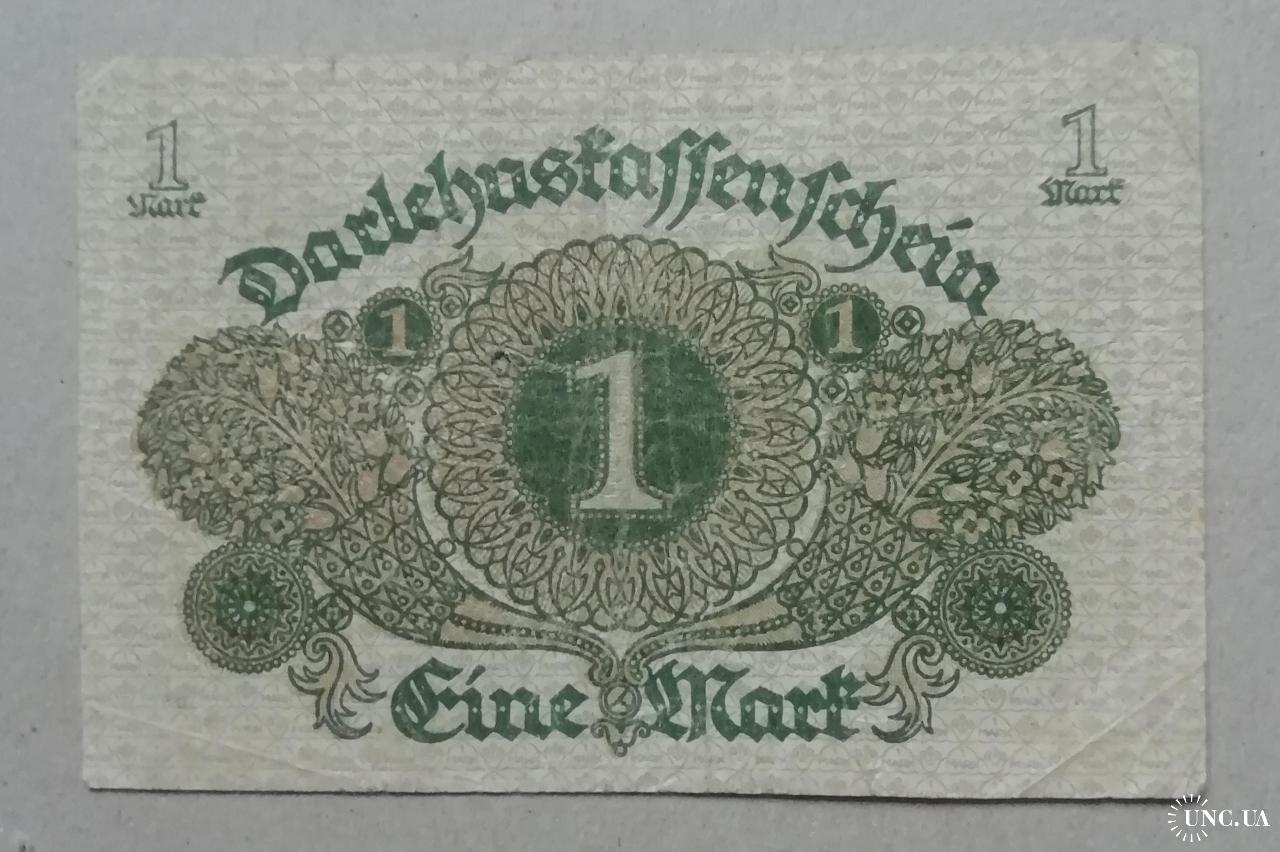 1 1
Mark Mark
Darlehnskassenschein
1 1
1
Eine Mark
UNC.UA